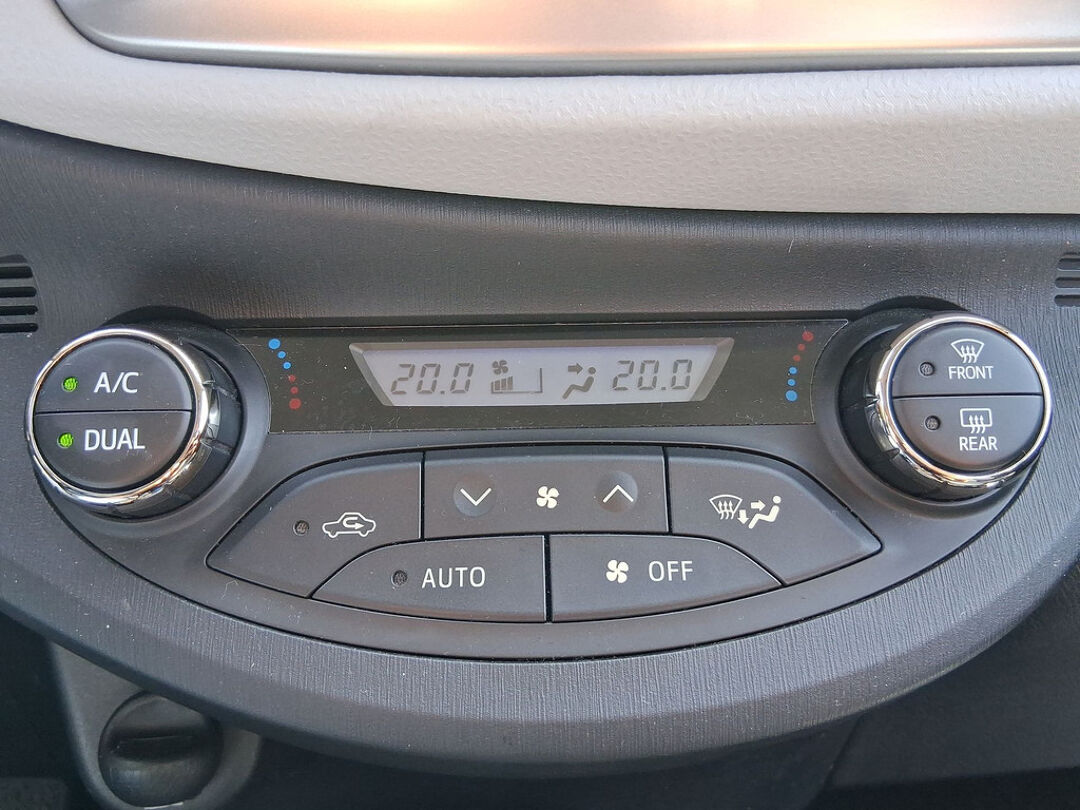 A/C
DUAL
20.0
20.0
FRONT
REAR
AUTO
OFF